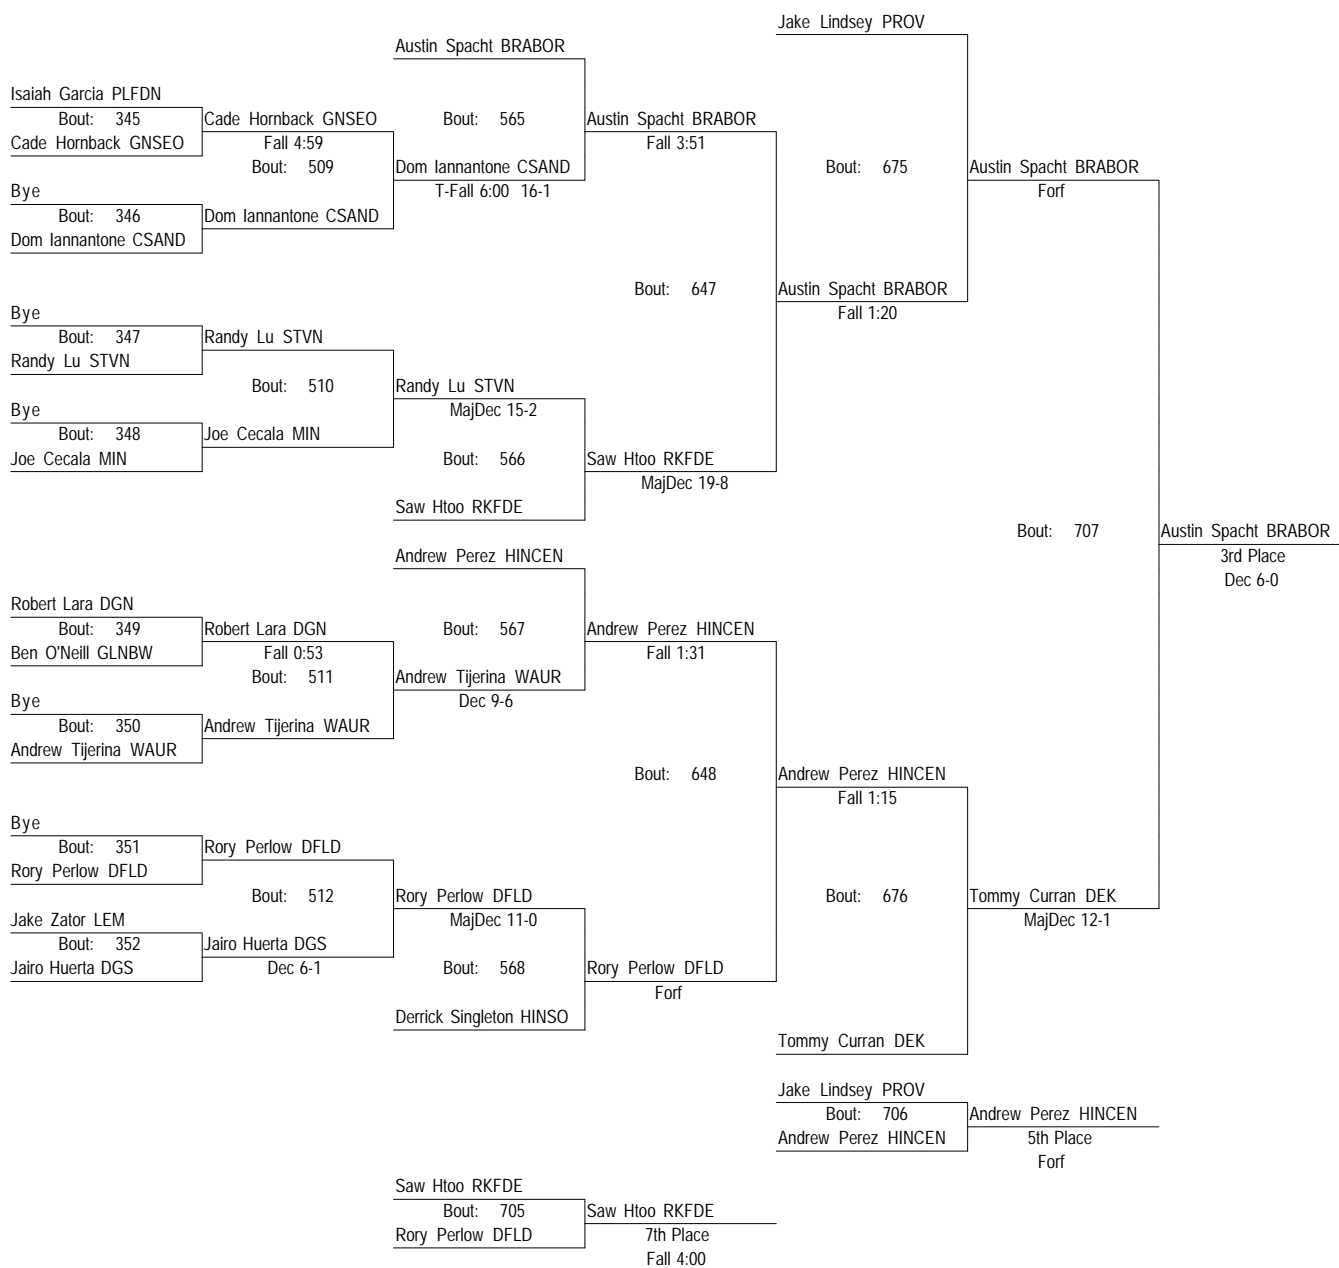 Jake Lindsey PROV
Austin Spacht BRABOR
Isaiah Garcia PLFDN
Bout: 345
Cade Hornback GNSEO
Cade Hornback GNSEO
Fall 4:59
Bout: 509
Bout: 565
Austin Spacht BRABOR
Fall 3:51
Dom Iannantone CSAND
T-Fall 6:00 16-1
Bout: 675
Austin Spacht BRABOR
Forf
Bye
Bout: 346
Dom Iannantone CSAND
Dom Iannantone CSAND
Bout: 647
Austin Spacht BRABOR
Fall 1:20
Bye
Bout: 347
Randy Lu STVN
Randy Lu STVN
Bout: 510
Randy Lu STVN
MajDec 15-2
Bye
Bout: 348
Joe Cecala MIN
Joe Cecala MIN
Bout: 566
Saw Htoo RKFDE
MajDec 19-8
Saw Htoo RKFDE
Bout: 707
Austin Spacht BRABOR
3rd Place
Dec 6-0
Andrew Perez HINCEN
Robert Lara DGN
Bout: 349
Ben O'Neill GLNBW
Robert Lara DGN
Fall 0:53
Bout: 511
Bout: 567
Andrew Perez HINCEN
Fall 1:31
Andrew Tijerina WAUR
Dec 9-6
Bye
Bout: 350
Andrew Tijerina WAUR
Andrew Tijerina WAUR
Bout: 648
Andrew Perez HINCEN
Fall 1:15
Bye
Bout: 351
Rory Perlow DFLD
Rory Perlow DFLD
Bout: 512
Rory Perlow DFLD
MajDec 11-0
Bout: 676
Tommy Curran DEK
MajDec 12-1
Jake Zator LEM
Bout: 352
Jairo Huerta DGS
Jairo Huerta DGS
Dec 6-1
Bout: 568
Rory Perlow DFLD
Forf
Derrick Singleton HINSO
Tommy Curran DEK
Jake Lindsey PROV
Bout: 706
Andrew Perez HINCEN
Andrew Perez HINCEN
5th Place
Forf
Saw Htoo RKFDE
Bout: 705
Rory Perlow DFLD
Saw Htoo RKFDE
7th Place
Fall 4:00